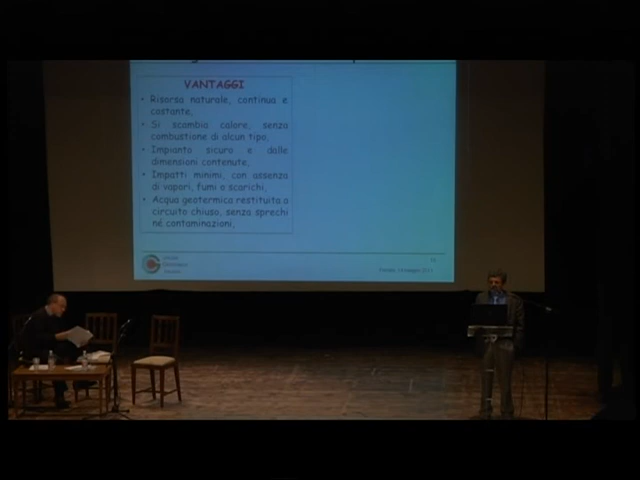 VANTAGGI
• Risorsa naturale, continua e
costante,
• Si scambia calore, senza
combustione di alcun tipo,
• Impianto sicuro e dalle
dimensioni contenute,
• Impatti minimi, con assenza
di vapori, fumi o scarichi,
• Acqua geotermica restituita a
circuito chiuso, senza sprechi
né contaminazioni,